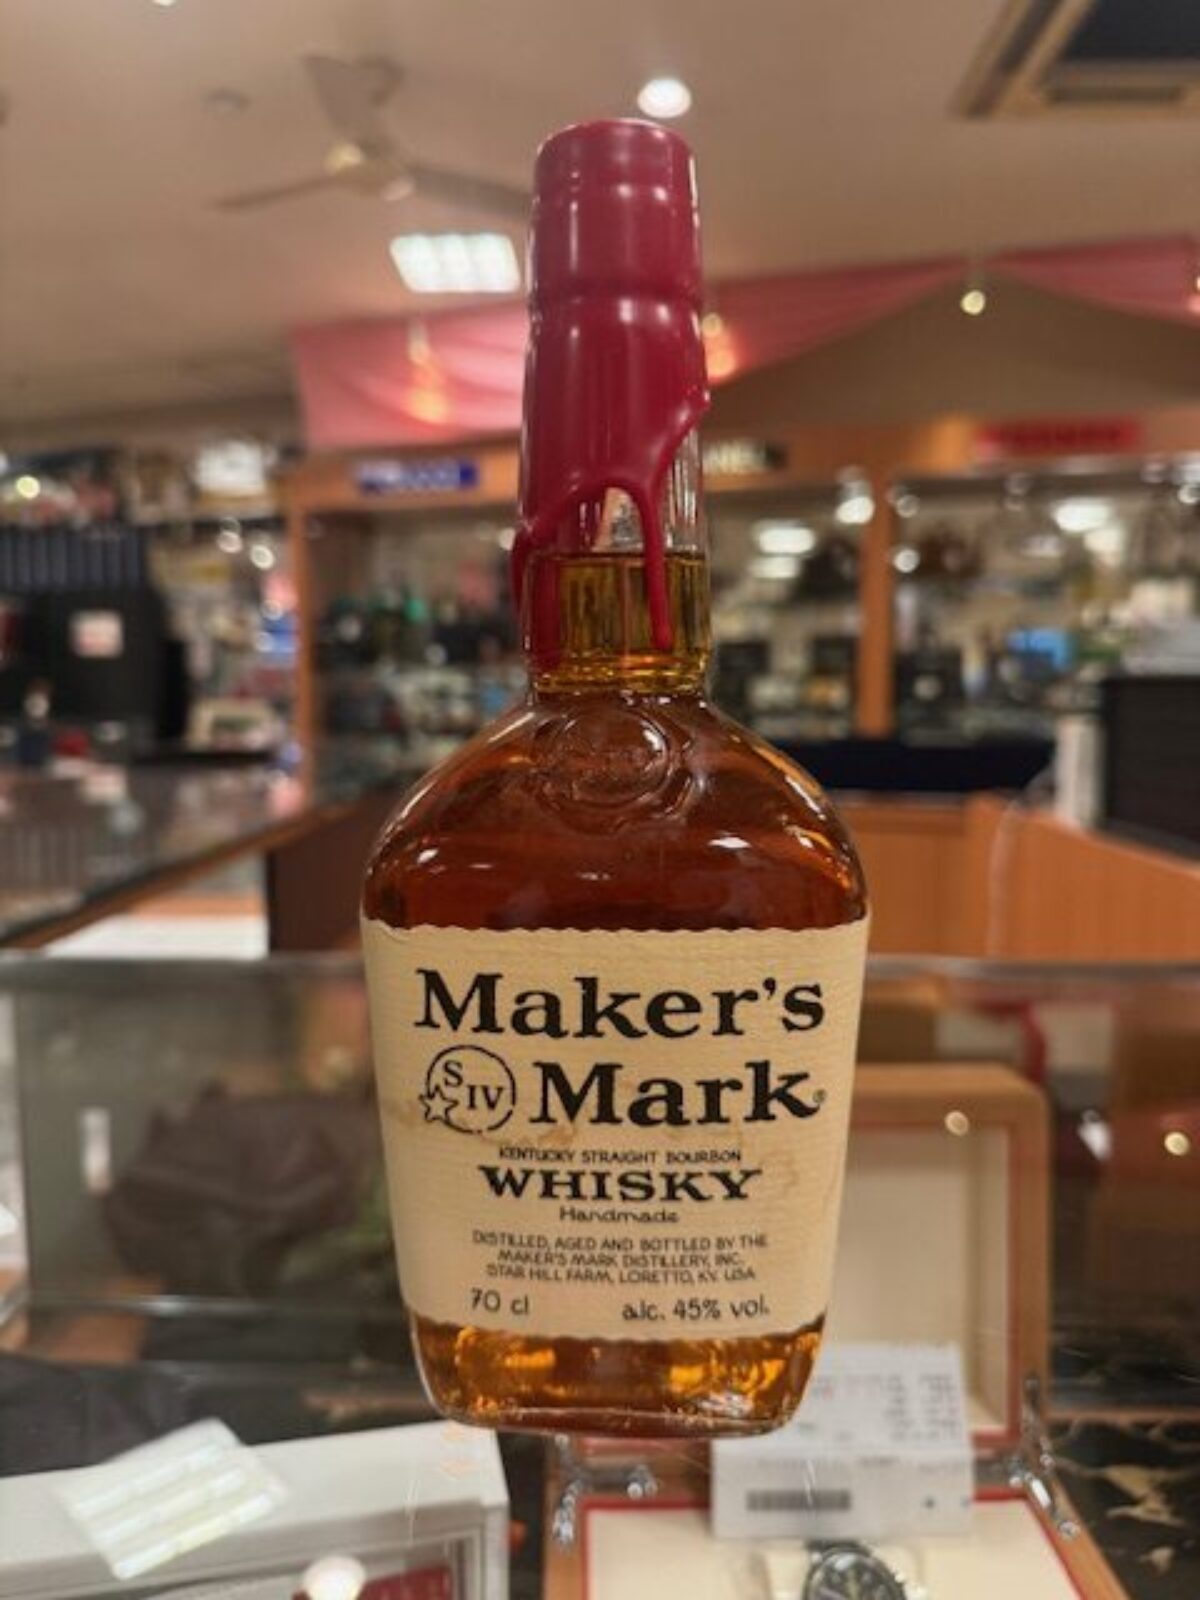 Maker's
S IV Mark®
KENTUCKY STRAIGHT BOURBON
WHISKY
Handmade
DISTILLED, AGED AND BOTTLED BY THE
MAKER'S MARK DISTILLERY, INC.
STAR HILL FARM, LORETTO, KY. USA
70 cl alc. 45% vol.